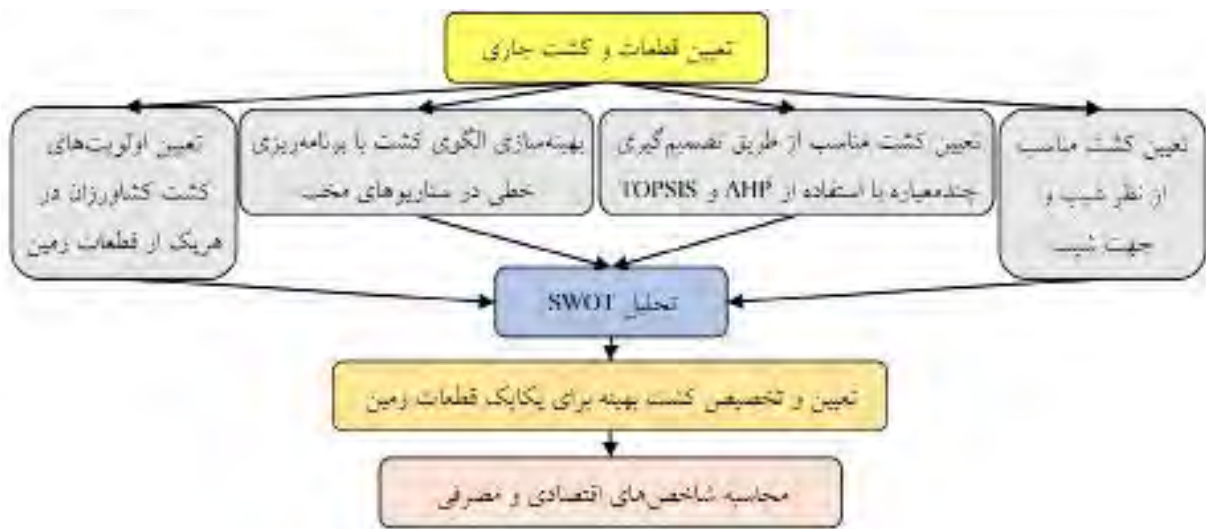 تعیین قطعات و کشت جاری
تعیین کشت مناسب
از نظر شیب و
جهت شیب
تعیین کشت مناسب از طریق تصمیم‌گیری
چندمعیاره با استفاده از AHP و TOPSIS
بهینه‌سازی الگوی کشت با برنامه‌ریزی
خطی در سناریوهای
تعیین اولویت‌های
کشت کشاورزان در
هریک از قطعات زمین
تحلیل SWOT
تعیین و تخصیص کشت بهینه برای یکایک قطعات زمین
محاسبه شاخص‌های اقتصادی و مصرفی